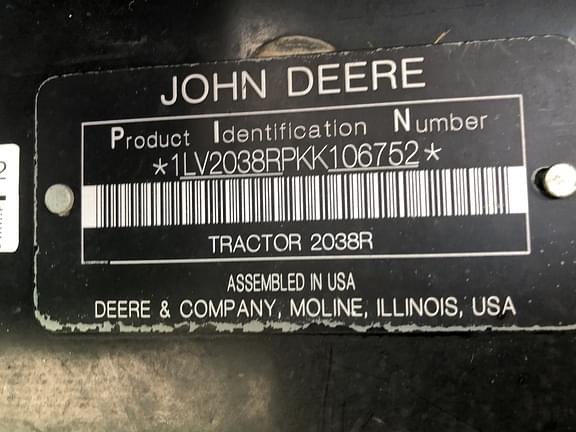 JOHN DEERE
Product Identification Number
*1LV2038RPKK106752*
TRACTOR 2038R
ASSEMBLED IN USA
DEERE & COMPANY, MOLINE, ILLINOIS, USA